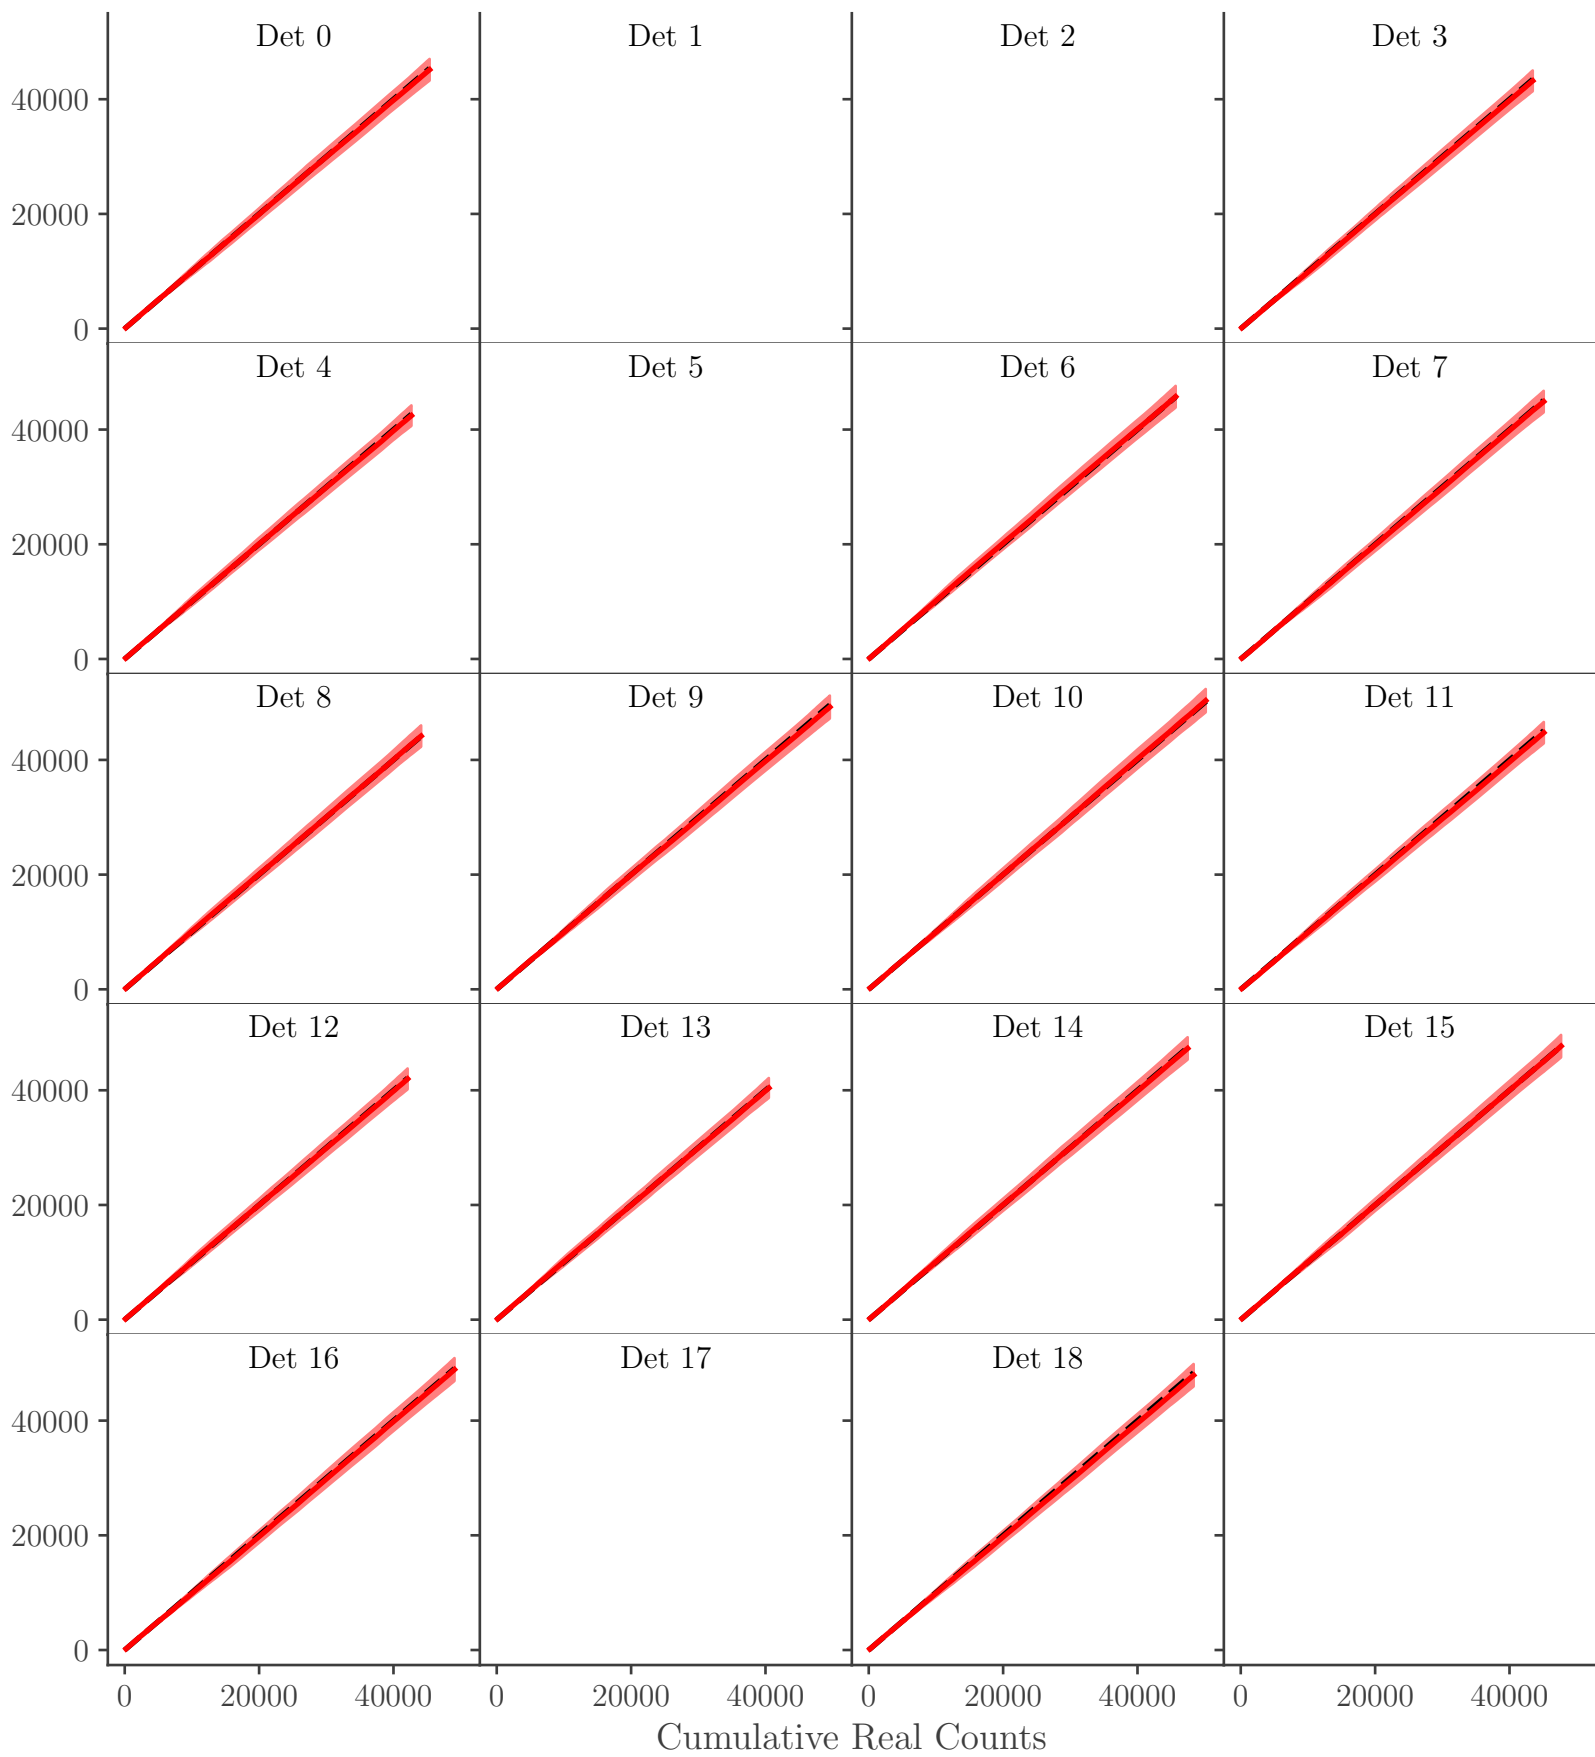 Det 0 Det 1 Det 2 Det 3
40000
20000
0
Det 4 Det 5 Det 6 Det 7
40000
20000
0
Det 8 Det 9 Det 10 Det 11
40000
20000
0
Det 12 Det 13 Det 14 Det 15
40000
20000
0
Det 16 Det 17 Det 18
40000
20000
0
0 20000 40000 0 20000 40000 0 20000 40000 0 20000 40000
Cumulative Real Counts